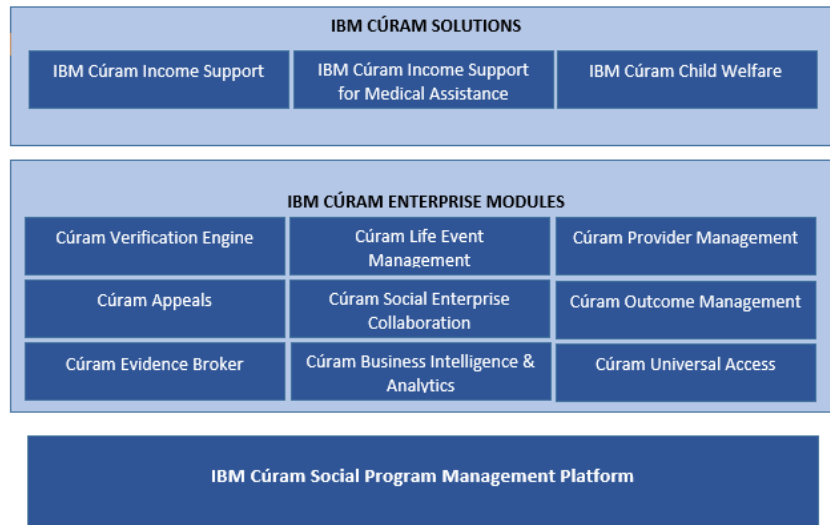 IBM CÚRAM SOLUTIONS
IBM Cúram Income Support
IBM Cúram Income Support
for Medical Assistance
IBM Cúram Child Welfare
IBM CÚRAM ENTERPRISE MODULES
Cúram Verification Engine
Cúram Life Event
Management
Cúram Provider Management
Cúram Appeals
Cúram Social Enterprise
Collaboration
Cúram Outcome Management
Cúram Evidence Broker
Cúram Business Intelligence &
Analytics
Cúram Universal Access
IBM Cúram Social Program Management Platform